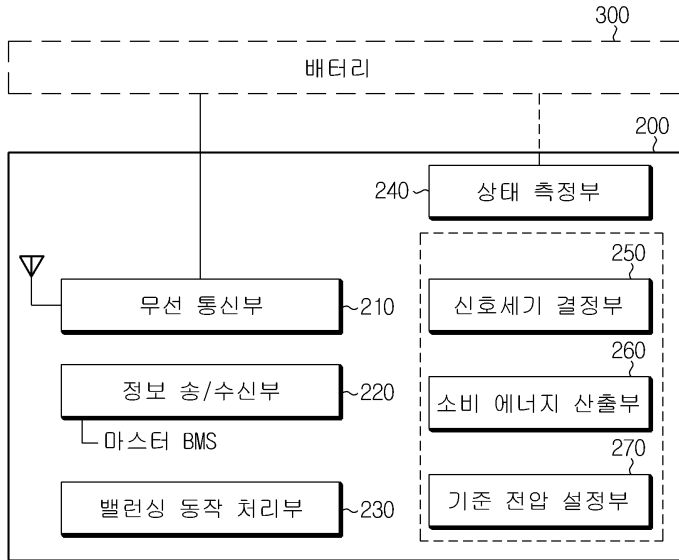 300
배터리
200
240
상태 측정부
250
무선 통신부
210
신호세기 결정부
260
정보 송/수신부
220
소비 에너지 산출부
마스터 BMS
270
밸런싱 동작 처리부
230
기준 전압 설정부